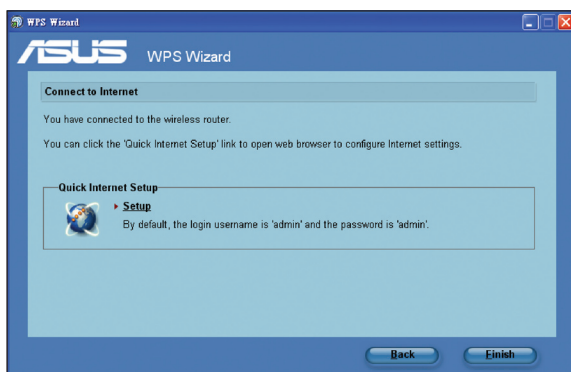 WPS Wizard
ASUS WPS Wizard
Connect to Internet
You have connected to the wireless router.
You can click the 'Quick Internet Setup' link to open web browser to configure Internet settings.
Quick Internet Setup
Setup
By default, the login username is 'admin' and the password is 'admin'.
Back Finish